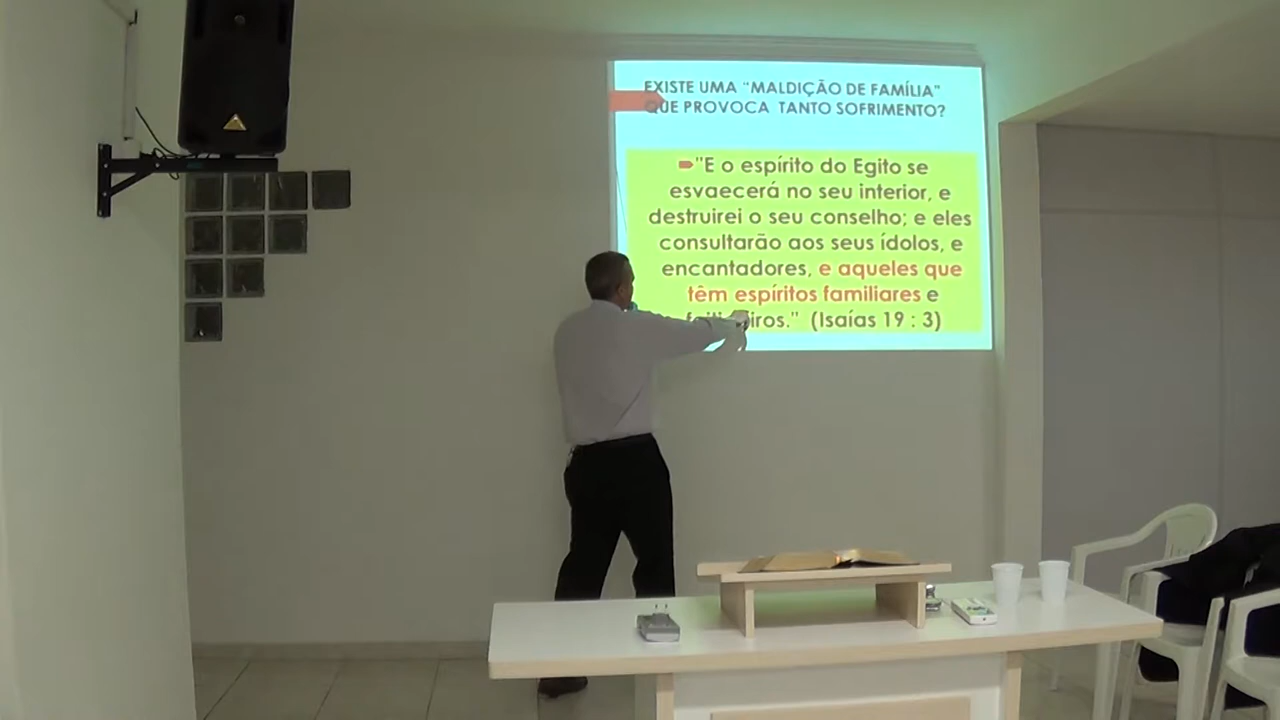 EXISTE UMA "MALDIÇÃO DE FAMÍLIA"
QUE PROVOCA TANTO SOFRIMENTO?
"E o espírito do Egito se
esvaecerá no seu interior, e
destruirei o seu conselho; e eles
consultarão aos seus ídolos, e
encantadores, e aqueles que
têm espíritos familiares e
(Isaías 19 : 3)